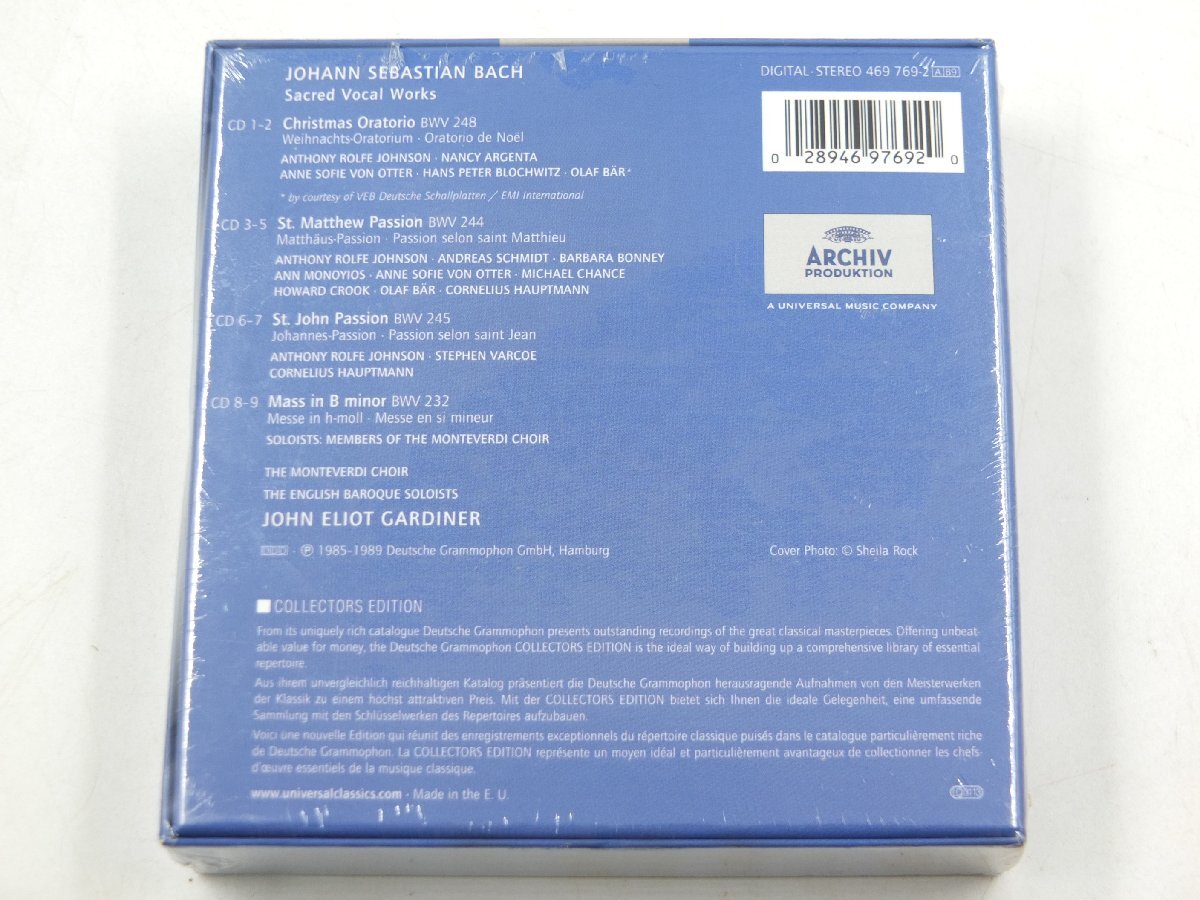 JOHANN SEBASTIAN BACH
Sacred Vocal Works
DIGITAL·STEREO 469 769-2 AB9
0 28946 97692 0
CD 1-2 Christmas Oratorio BWV 248
Weihnachts-Oratorium · Oratorio de Noël
ANTHONY ROLFE JOHNSON · NANCY ARGENTA
ANNE SOFIE VON OTTER · HANS PETER BLOCHWITZ · OLAF BÄR*
* by courtesy of VEB Deutsche Schallplatten / EMI International
CD 3-5 St. Matthew Passion BWV 244
Matthäus-Passion · Passion selon saint Matthieu
ANTHONY ROLFE JOHNSON · ANDREAS SCHMIDT · BARBARA BONNEY
ANN MONOYIOS · ANNE SOFIE VON OTTER · MICHAEL CHANCE
HOWARD CROOK · OLAF BÄR · CORNELIUS HAUPTMANN
ARCHIV
PRODUKTION
A UNIVERSAL MUSIC COMPANY
CD 6-7 St. John Passion BWV 245
Johannes-Passion · Passion selon saint Jean
ANTHONY ROLFE JOHNSON · STEPHEN VARCOE
CORNELIUS HAUPTMANN
CD 8-9 Mass in B minor BWV 232
Messe in h-moll · Messe en si mineur
SOLOISTS: MEMBERS OF THE MONTEVERDI CHOIR
THE MONTEVERDI CHOIR
THE ENGLISH BAROQUE SOLOISTS
JOHN ELIOT GARDINER
DDD · ℗ 1985-1989 Deutsche Grammophon GmbH, Hamburg
Cover Photo: © Sheila Rock
COLLECTORS EDITION
From its uniquely rich catalogue Deutsche Grammophon presents outstanding recordings of the great classical masterpieces. Offering unbeat-
able value for money, the Deutsche Grammophon COLLECTORS EDITION is the ideal way of building up a comprehensive library of essential
repertoire.
Aus ihrem unvergleichlich reichhaltigen Katalog präsentiert die Deutsche Grammophon herausragende Aufnahmen von den Meisterwerken
der Klassik zu einem höchst attraktiven Preis. Mit der COLLECTORS EDITION bietet sich Ihnen die ideale Gelegenheit, eine umfassende
Sammlung mit den Schlüsselwerken des Repertoires aufzubauen.
Voici une nouvelle Edition qui réunit des enregistrements exceptionnels du répertoire classique puisés dans le catalogue particulièrement riche
de Deutsche Grammophon. La COLLECTORS EDITION représente un moyen idéal et particulièrement avantageux de collectionner les chefs-
d'œuvre essentiels de la musique classique.
www.universalclassics.com · Made in the E. U.